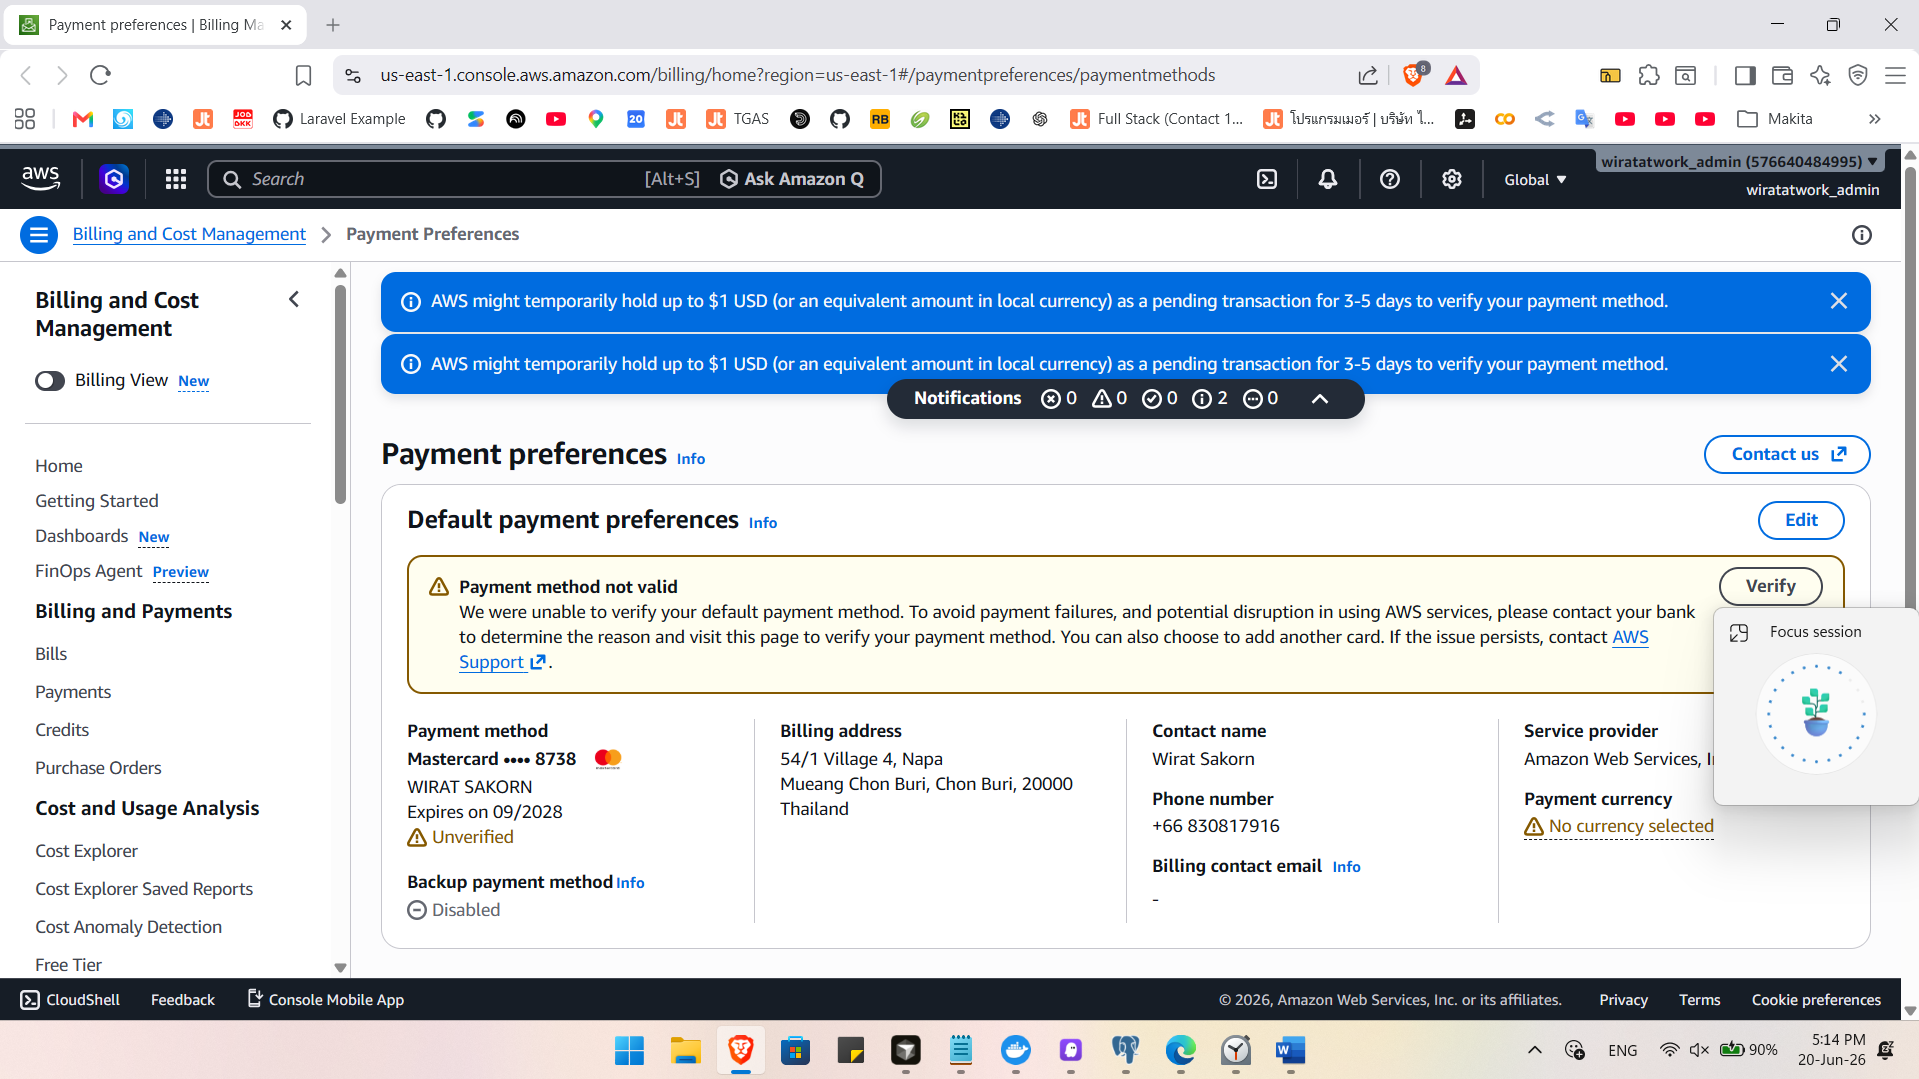 Payment preferences | Billing Ma
us-east-1.console.aws.amazon.com/billing/home?region=us-east-1#/paymentpreferences/paymentmethods
8
Laravel Example
20
TGAS
RB
Full Stack (Contact 1...
โปรแกรมเมอร์ | บริษัท ไ...
Makita
aws
Search
[Alt+S]
Ask Amazon Q
Global
wiratatwork_admin (576640484995)
wiratatwork_admin
Billing and Cost Management
Payment Preferences
Billing and Cost
Management
Billing View New
Home
Getting Started
Dashboards New
FinOps Agent Preview
Billing and Payments
Bills
Payments
Credits
Purchase Orders
Cost and Usage Analysis
Cost Explorer
Cost Explorer Saved Reports
Cost Anomaly Detection
Free Tier
AWS might temporarily hold up to $1 USD (or an equivalent amount in local currency) as a pending transaction for 3-5 days to verify your payment method.
AWS might temporarily hold up to $1 USD (or an equivalent amount in local currency) as a pending transaction for 3-5 days to verify your payment method.
Notifications 0 0 0 2 0
Payment preferences Info
Contact us
Default payment preferences Info
Edit
Payment method not valid
Verify
We were unable to verify your default payment method. To avoid payment failures, and potential disruption in using AWS services, please contact your bank
to determine the reason and visit this page to verify your payment method. You can also choose to add another card. If the issue persists, contact AWS
Support .
Focus session
Payment method
Mastercard •••• 8738
WIRAT SAKORN
Expires on 09/2028
Unverified
Backup payment method Info
Disabled
Billing address
54/1 Village 4, Napa
Mueang Chon Buri, Chon Buri, 20000
Thailand
Contact name
Wirat Sakorn
Phone number
+66 830817916
Billing contact email Info
-
Service provider
Amazon Web Services, I
Payment currency
No currency selected
CloudShell
Feedback
Console Mobile App
© 2026, Amazon Web Services, Inc. or its affiliates.
Privacy
Terms
Cookie preferences
ENG
90%
5:14 PM
20-Jun-26